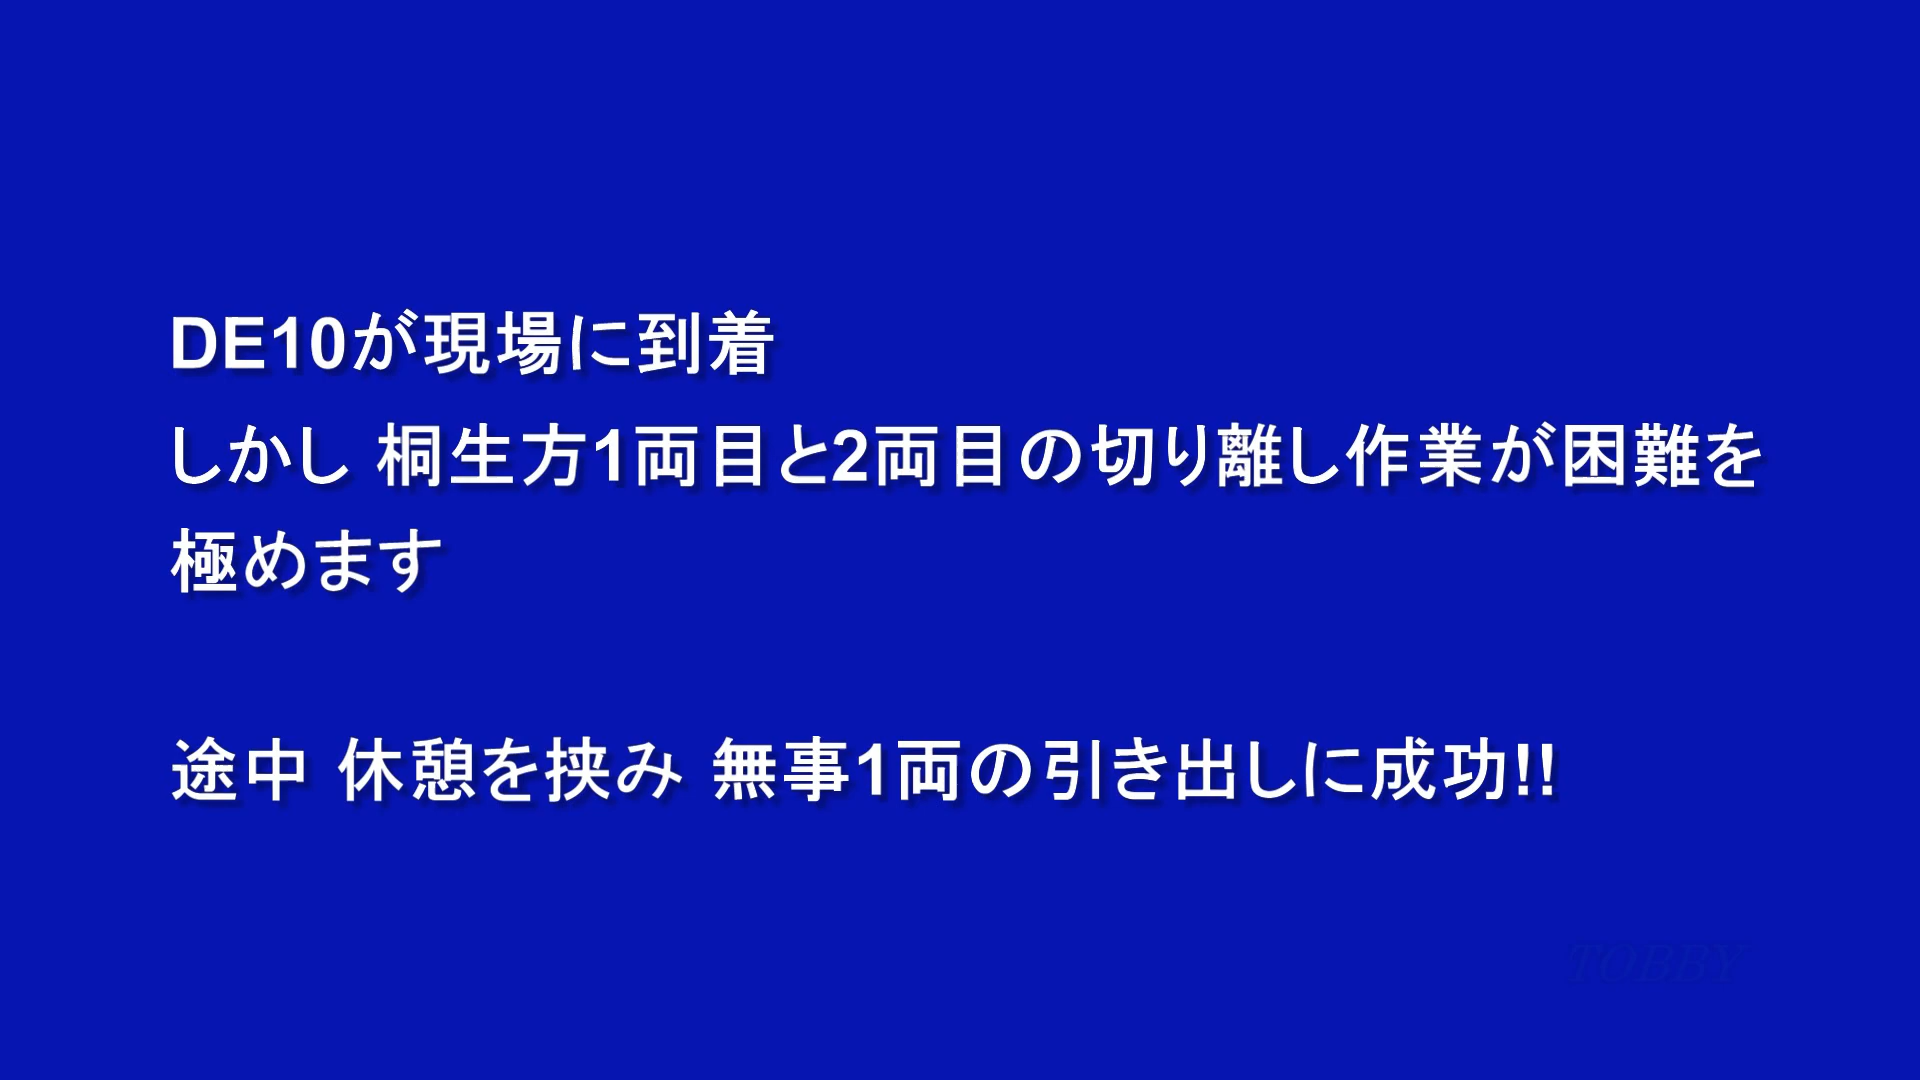 DE10が現場に到着
しかし 桐生方1両目と2両目の切り離し作業が困難を
極めます
途中 休憩を挟み 無事1両の引き出しに成功!!
TOBBY